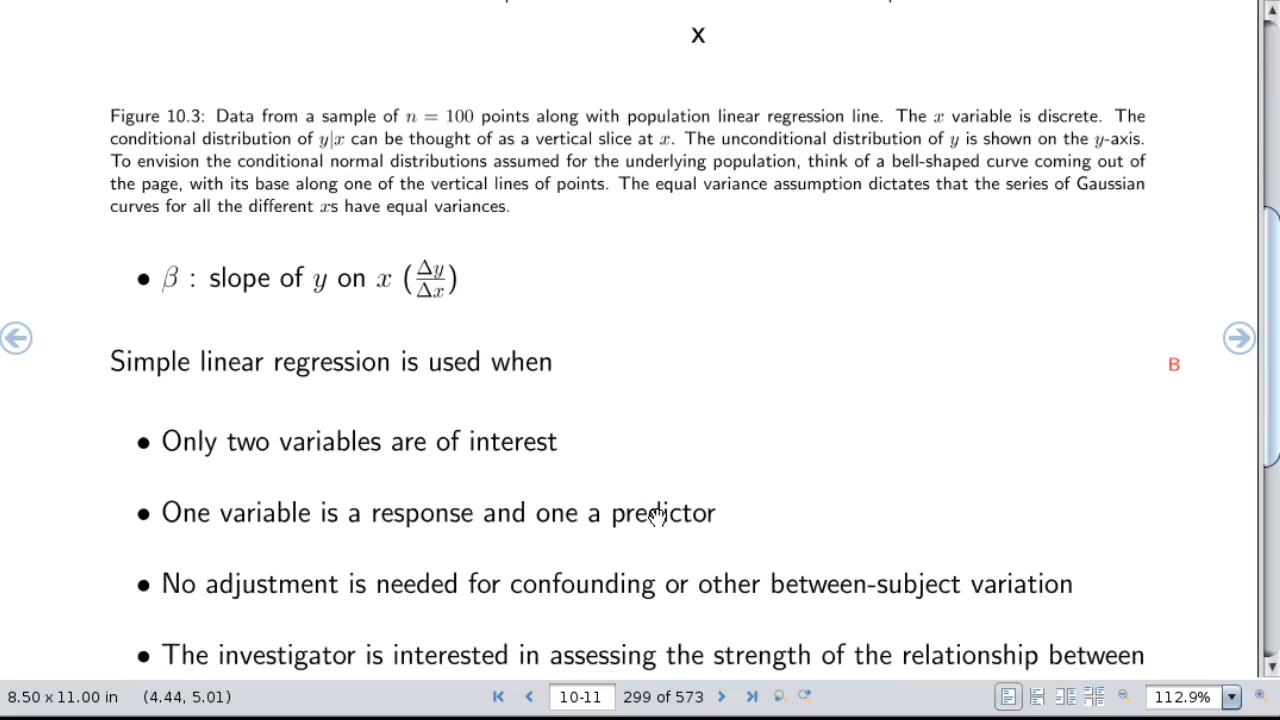 x
Figure 10.3: Data from a sample of n = 100 points along with population linear regression line. The x variable is discrete. The
conditional distribution of y|x can be thought of as a vertical slice at x. The unconditional distribution of y is shown on the y-axis.
To envision the conditional normal distributions assumed for the underlying population, think of a bell-shaped curve coming out of
the page, with its base along one of the vertical lines of points. The equal variance assumption dictates that the series of Gaussian
curves for all the different xs have equal variances.
• β : slope of y on x (Δy/Δx)
Simple linear regression is used when
B
• Only two variables are of interest
• One variable is a response and one a predictor
• No adjustment is needed for confounding or other between-subject variation
• The investigator is interested in assessing the strength of the relationship between
8.50 x 11.00 in (4.44, 5.01) 10-11 299 of 573 112.9%